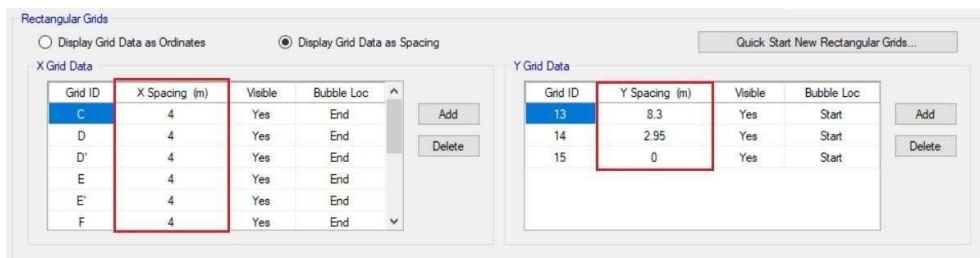 Rectangular Grids
Display Grid Data as Ordinates Display Grid Data as Spacing Quick Start New Rectangular Grids...
X Grid Data
Grid ID X Spacing (m) Visible Bubble Loc
C 4 Yes End
D 4 Yes End
D' 4 Yes End
E 4 Yes End
E' 4 Yes End
F 4 Yes End
Add
Delete
Y Grid Data
Grid ID Y Spacing (m) Visible Bubble Loc
13 8.3 Yes Start
14 2.95 Yes Start
15 0 Yes Start
Add
Delete